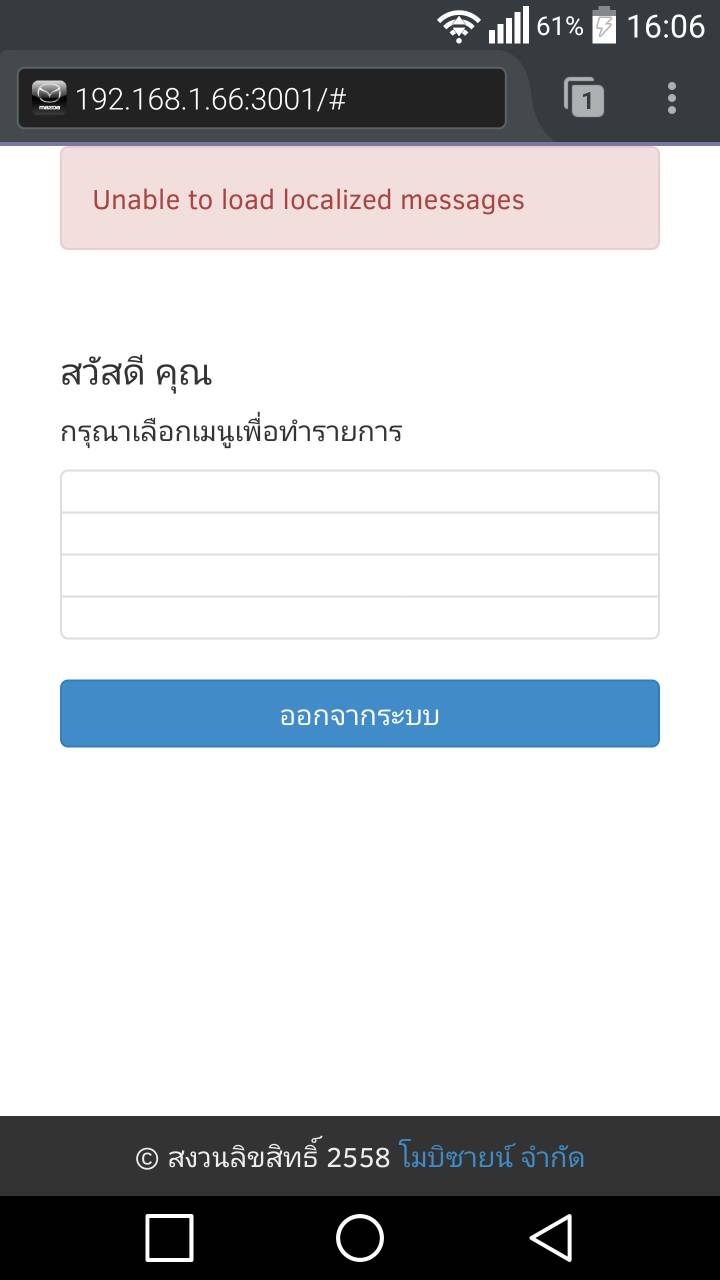 61% 16:06
192.168.1.66:3001/# 1
Unable to load localized messages
สวัสดี คุณ
กรุณาเลือกเมนูเพื่อทำรายการ
ออกจากระบบ
© สงวนลิขสิทธิ์ 2558 โมบิซายน์ จำกัด